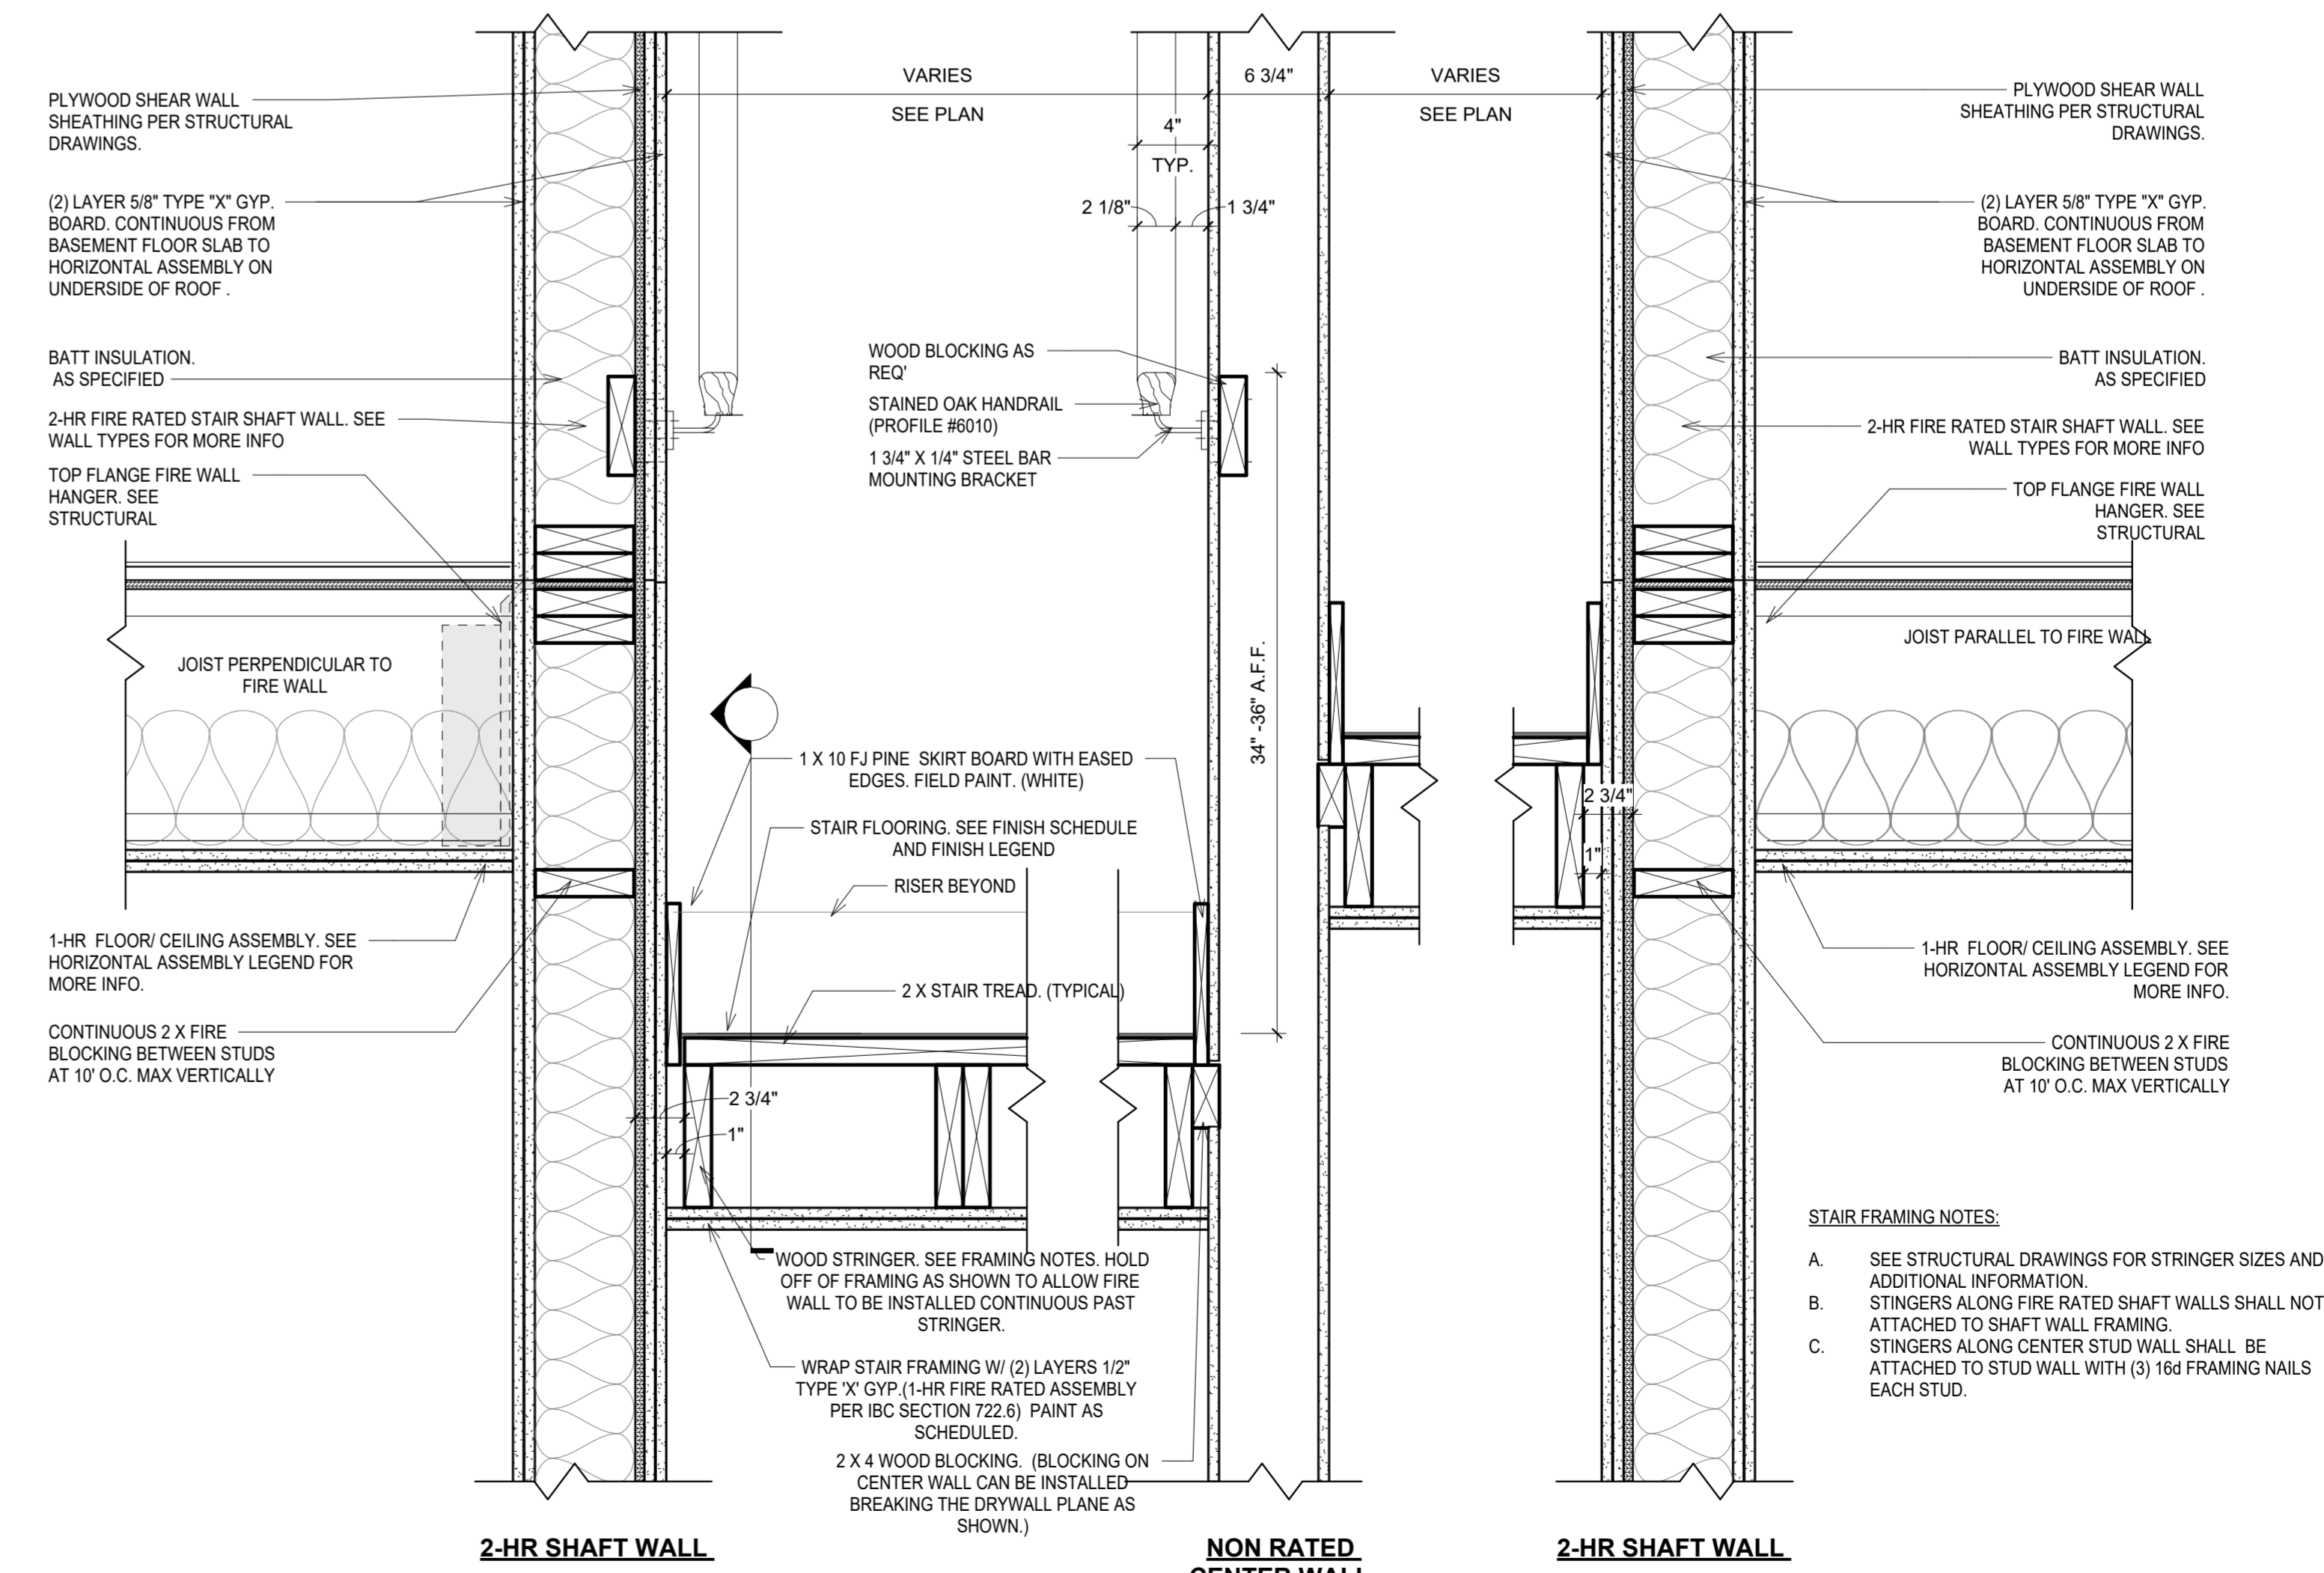 PLYWOOD SHEAR WALL
SHEATHING PER STRUCTURAL
DRAWINGS.
(2) LAYER 5/8" TYPE "X" GYP.
BOARD. CONTINUOUS FROM
BASEMENT FLOOR SLAB TO
HORIZONTAL ASSEMBLY ON
UNDERSIDE OF ROOF .
BATT INSULATION.
AS SPECIFIED
2-HR FIRE RATED STAIR SHAFT WALL. SEE
WALL TYPES FOR MORE INFO
TOP FLANGE FIRE WALL
HANGER. SEE
STRUCTURAL
JOIST PERPENDICULAR TO
FIRE WALL
1-HR FLOOR/ CEILING ASSEMBLY. SEE
HORIZONTAL ASSEMBLY LEGEND FOR
MORE INFO.
CONTINUOUS 2 X FIRE
BLOCKING BETWEEN STUDS
AT 10' O.C. MAX VERTICALLY
VARIES
SEE PLAN
6 3/4"
VARIES
SEE PLAN
4"
TYP.
2 1/8"
1 3/4"
WOOD BLOCKING AS
REQ'
STAINED OAK HANDRAIL
(PROFILE #6010)
1 3/4" X 1/4" STEEL BAR
MOUNTING BRACKET
34" -36" A.F.F.
1 X 10 FJ PINE SKIRT BOARD WITH EASED
EDGES. FIELD PAINT. (WHITE)
STAIR FLOORING. SEE FINISH SCHEDULE
AND FINISH LEGEND
RISER BEYOND
2 X STAIR TREAD. (TYPICAL)
2 3/4"
1"
WOOD STRINGER. SEE FRAMING NOTES. HOLD
OFF OF FRAMING AS SHOWN TO ALLOW FIRE
WALL TO BE INSTALLED CONTINUOUS PAST
STRINGER.
WRAP STAIR FRAMING W/ (2) LAYERS 1/2"
TYPE 'X' GYP.(1-HR FIRE RATED ASSEMBLY
PER IBC SECTION 722.6) PAINT AS
SCHEDULED.
2 X 4 WOOD BLOCKING. (BLOCKING ON
CENTER WALL CAN BE INSTALLED
BREAKING THE DRYWALL PLANE AS
SHOWN.)
2 3/4"
1"
PLYWOOD SHEAR WALL
SHEATHING PER STRUCTURAL
DRAWINGS.
(2) LAYER 5/8" TYPE "X" GYP.
BOARD. CONTINUOUS FROM
BASEMENT FLOOR SLAB TO
HORIZONTAL ASSEMBLY ON
UNDERSIDE OF ROOF .
BATT INSULATION.
AS SPECIFIED
2-HR FIRE RATED STAIR SHAFT WALL. SEE
WALL TYPES FOR MORE INFO
TOP FLANGE FIRE WALL
HANGER. SEE
STRUCTURAL
JOIST PARALLEL TO FIRE WALL
1-HR FLOOR/ CEILING ASSEMBLY. SEE
HORIZONTAL ASSEMBLY LEGEND FOR
MORE INFO.
CONTINUOUS 2 X FIRE
BLOCKING BETWEEN STUDS
AT 10' O.C. MAX VERTICALLY
STAIR FRAMING NOTES:
A. SEE STRUCTURAL DRAWINGS FOR STRINGER SIZES AND
ADDITIONAL INFORMATION.
B. STINGERS ALONG FIRE RATED SHAFT WALLS SHALL NOT
ATTACHED TO SHAFT WALL FRAMING.
C. STINGERS ALONG CENTER STUD WALL SHALL BE
ATTACHED TO STUD WALL WITH (3) 16d FRAMING NAILS
EACH STUD.
2-HR SHAFT WALL
NON RATED
CENTER WALL
2-HR SHAFT WALL